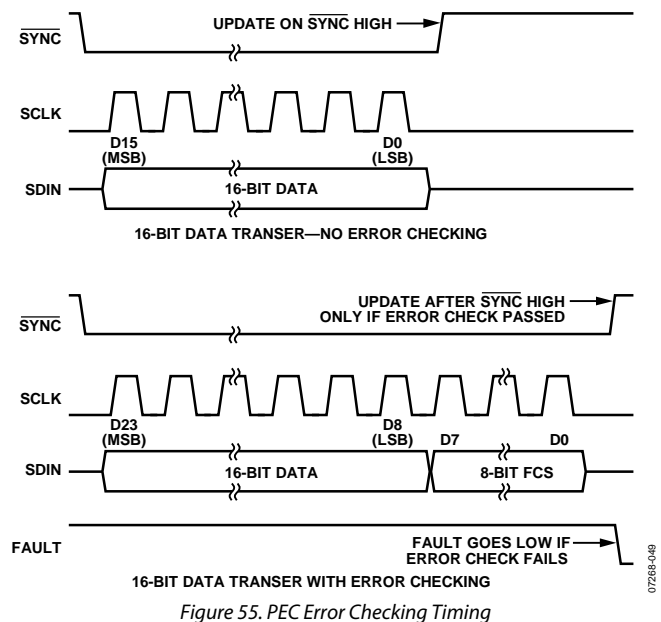 UPDATE ON SYNC HIGH
SYNC
SCLK
D15
(MSB)
D0
(LSB)
SDIN
16-BIT DATA
16-BIT DATA TRANSER—NO ERROR CHECKING
UPDATE AFTER SYNC HIGH
ONLY IF ERROR CHECK PASSED
SYNC
SCLK
D23
(MSB)
D8
(LSB)
D7
D0
SDIN
16-BIT DATA
8-BIT FCS
FAULT
FAULT GOES LOW IF
ERROR CHECK FAILS
16-BIT DATA TRANSER WITH ERROR CHECKING
07268-049
Figure 55. PEC Error Checking Timing